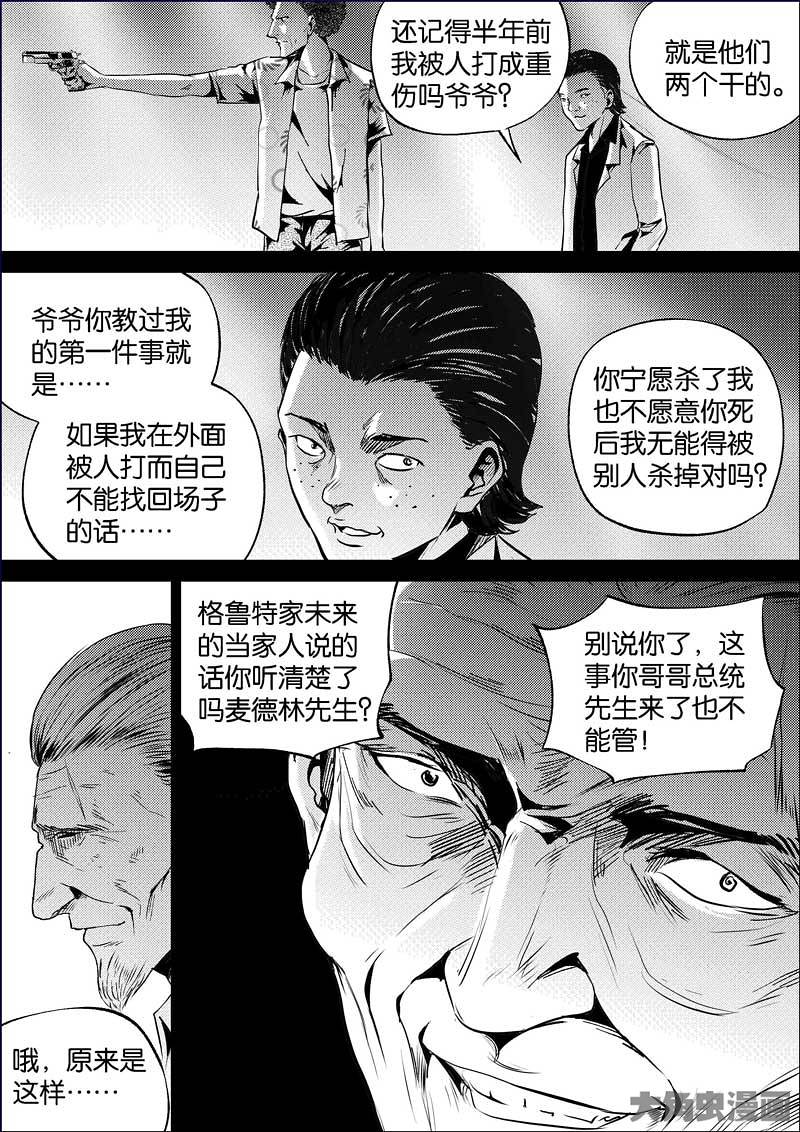 还记得半年前
我被人打成重
伤吗爷爷？
就是他们
两个干的。
爷爷你教过我
的第一件事就
是……
如果我在外面
被人打而自己
不能找回场子
的话……
你宁愿杀了我
也不愿意你死
后我无能得被
别人杀掉对吗？
哦，原来是
这样……
格鲁特家未来
的当家人说的
话你听清楚了
吗麦德林先生？
别说你了，这
事你哥哥总统
先生来了也不
能管！
大角虫漫画